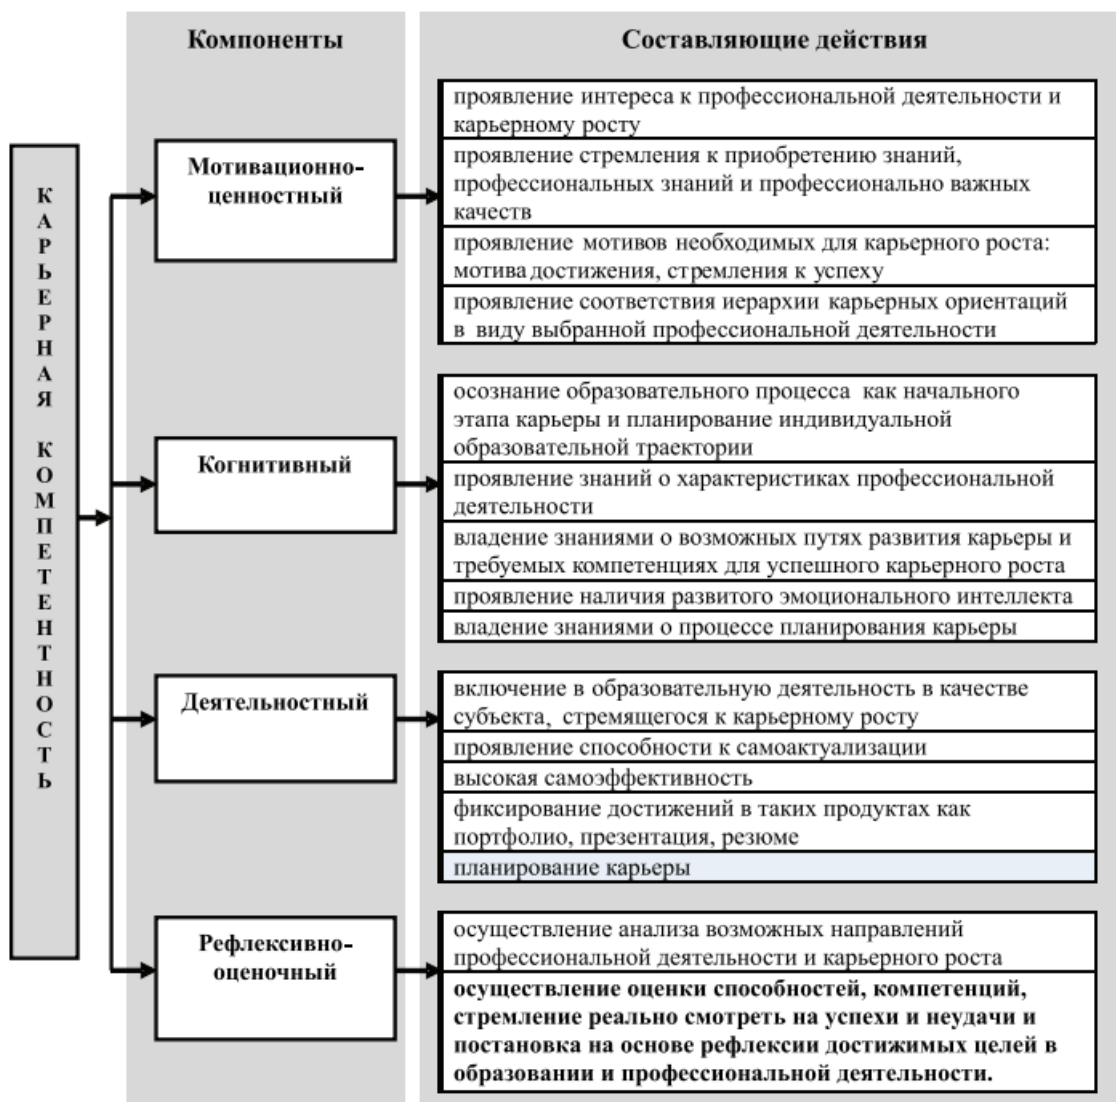 Компоненты
Составляющие действия
КАРЬЕРНАЯ КОМПЕТЕНТНОСТЬ
Мотивационно-
ценностный
проявление интереса к профессиональной деятельности и
карьерному росту
проявление стремления к приобретению знаний,
профессиональных знаний и профессионально важных
качеств
проявление мотивов необходимых для карьерного роста:
мотива достижения, стремления к успеху
проявление соответствия иерархии карьерных ориентаций
в виду выбранной профессиональной деятельности
Когнитивный
осознание образовательного процесса как начального
этапа карьеры и планирование индивидуальной
образовательной траектории
проявление знаний о характеристиках профессиональной
деятельности
владение знаниями о возможных путях развития карьеры и
требуемых компетенциях для успешного карьерного роста
проявление наличия развитого эмоционального интеллекта
владение знаниями о процессе планирования карьеры
Деятельностный
включение в образовательную деятельность в качестве
субъекта, стремящегося к карьерному росту
проявление способности к самоактуализации
высокая самоэффективность
фиксирование достижений в таких продуктах как
портфолио, презентация, резюме
планирование карьеры
Рефлексивно-
оценочный
осуществление анализа возможных направлений
профессиональной деятельности и карьерного роста
осуществление оценки способностей, компетенций,
стремление реально смотреть на успехи и неудачи и
постановка на основе рефлексии достижимых целей в
образовании и профессиональной деятельности.